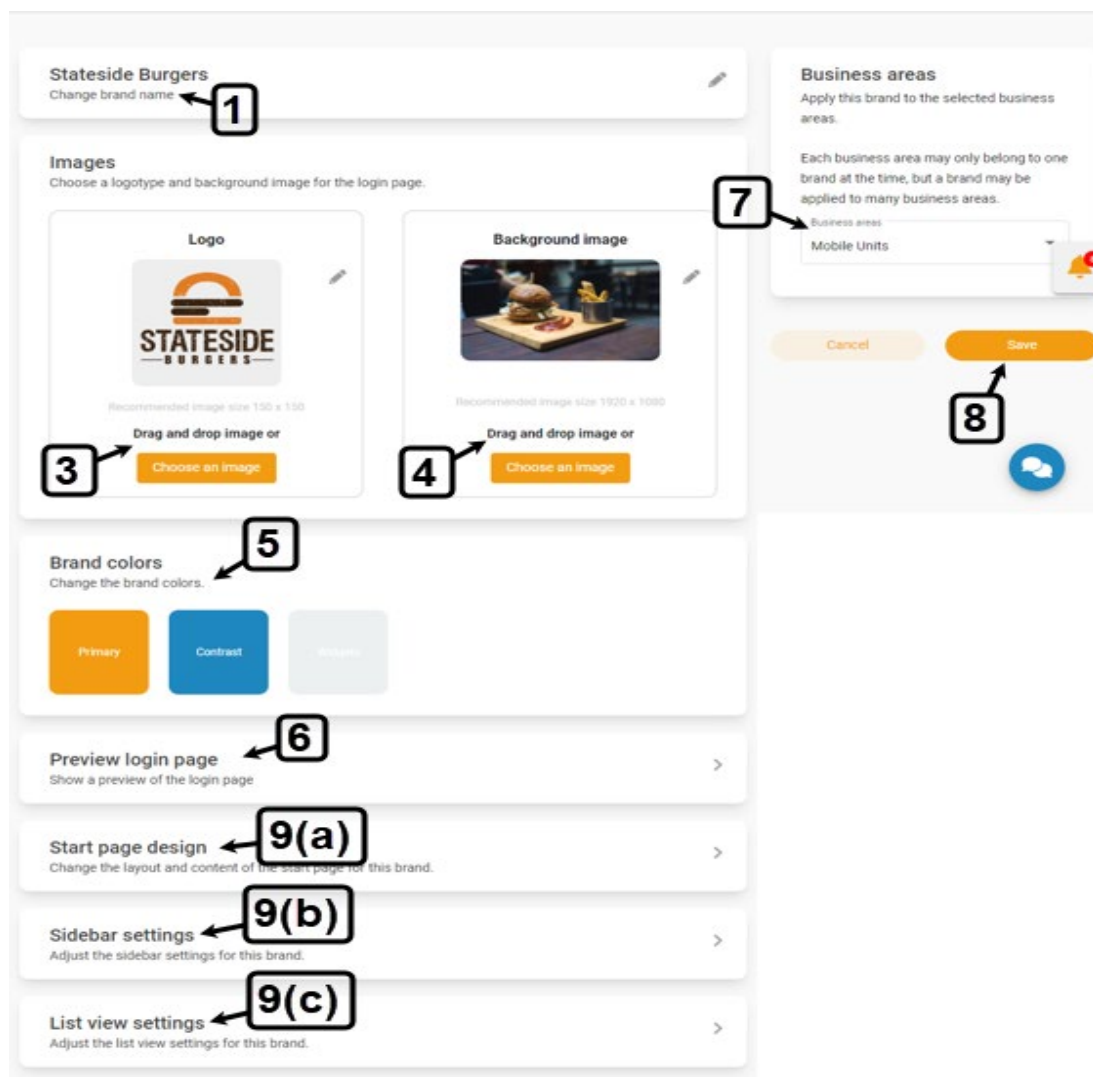 Stateside Burgers
Change brand name
1
Images
Choose a logotype and background image for the login page.
Logo
STATESIDE
BURGERS
Recommended image size 150 x 150
Drag and drop image or
3
Choose an image
Background image
Recommended image size 1920 x 1080
Drag and drop image or
4
Choose an image
5
Brand colors
Change the brand colors.
Primary
Contrast
Widgets
6
Preview login page
Show a preview of the login page
9(a)
Start page design
Change the layout and content of the start page for this brand.
9(b)
Sidebar settings
Adjust the sidebar settings for this brand.
9(c)
List view settings
Adjust the list view settings for this brand.
Business areas
Apply this brand to the selected business
areas.
Each business area may only belong to one
brand at the time, but a brand may be
applied to many business areas.
7
Business areas
Mobile Units
Cancel
Save
8